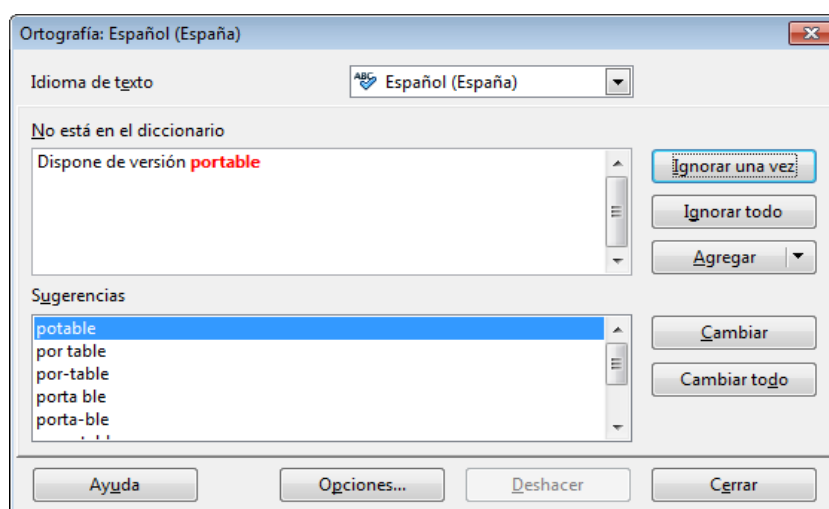 Ortografía: Español (España)
Idioma de texto
ABC Español (España)
No está en el diccionario
Dispone de versión portable
Ignorar una vez
Ignorar todo
Agregar
Sugerencias
potable
por table
por-table
porta ble
porta-ble
Cambiar
Cambiar todo
Ayuda
Opciones...
Deshacer
Cerrar